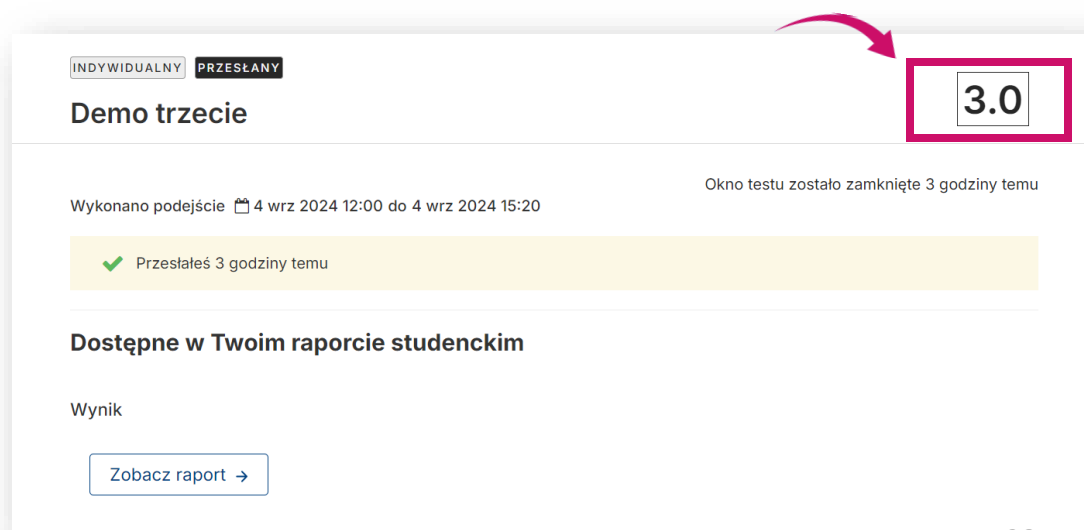 INDYWIDUALNY PRZESŁANY
Demo trzecie
3.0
Okno testu zostało zamknięte 3 godziny temu
Wykonano podejście 4 wrz 2024 12:00 do 4 wrz 2024 15:20
Przesłałeś 3 godziny temu
Dostępne w Twoim raporcie studenckim
Wynik
Zobacz raport →